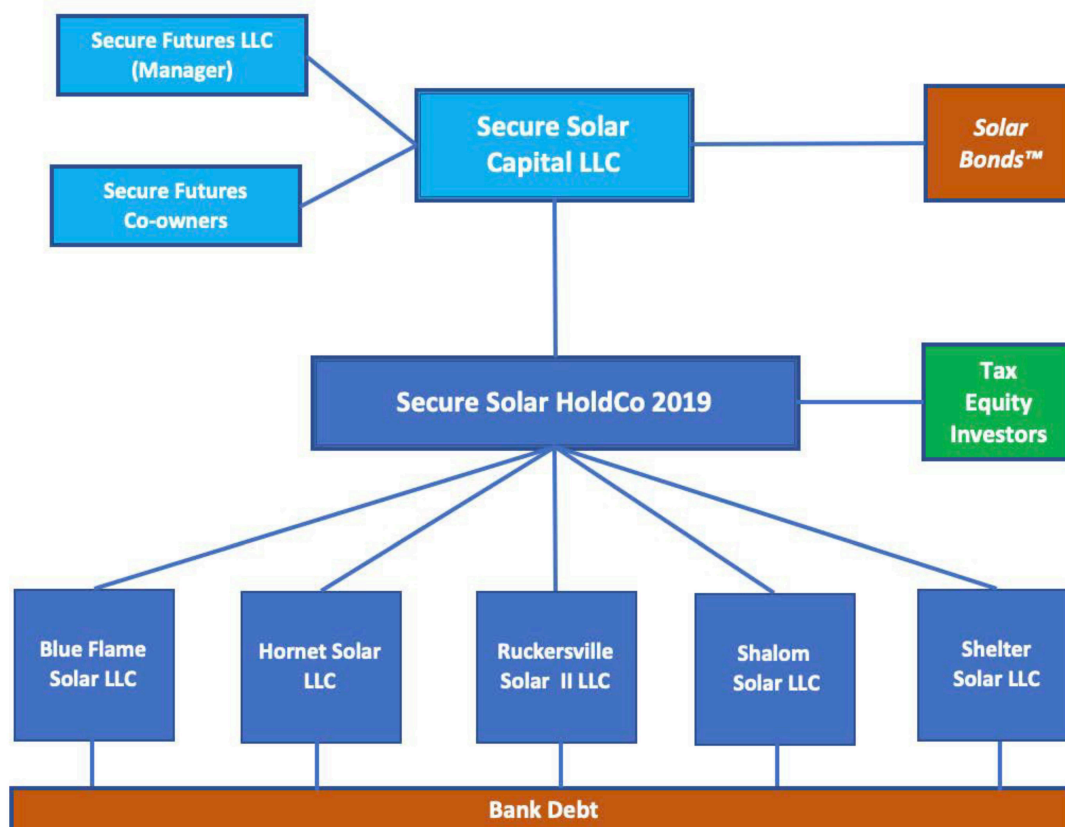 Secure Futures LLC
(Manager)
Secure Solar
Capital LLC
Solar
Bonds™
Secure Futures
Co-owners
Secure Solar HoldCo 2019
Tax
Equity
Investors
Blue Flame
Solar LLC
Hornet Solar
LLC
Ruckersville
Solar II LLC
Shalom
Solar LLC
Shelter
Solar LLC
Bank Debt